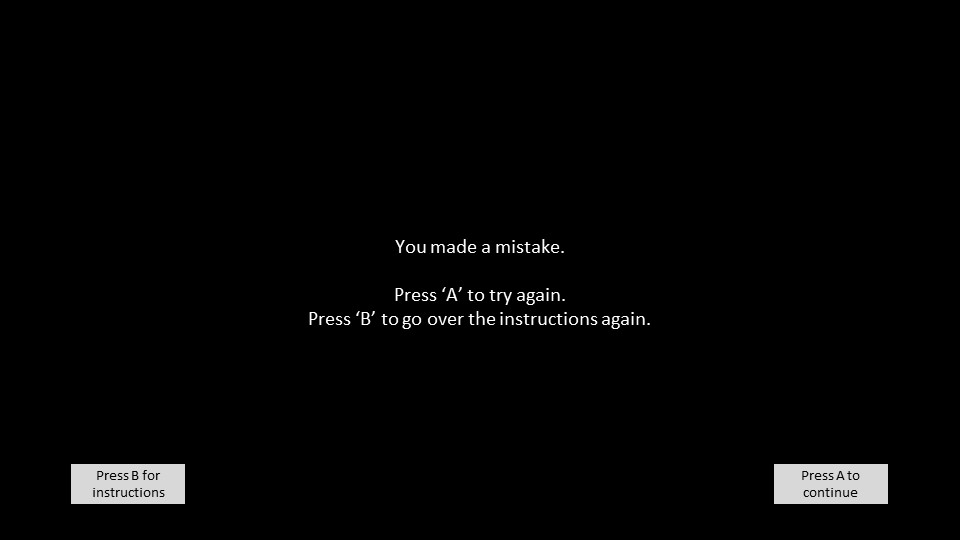 You made a mistake.
Press ‘A’ to try again.
Press ‘B’ to go over the instructions again.
Press B for
instructions
Press A to
continue